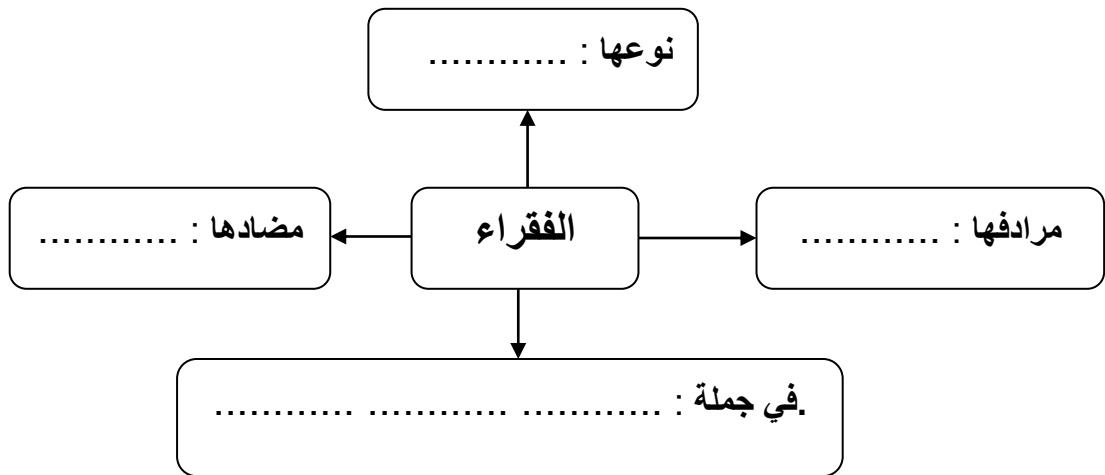 نوعها : ............
مرادفها : ............
الفقراء
مضادها : ............
في جملة : ............ ............ .............